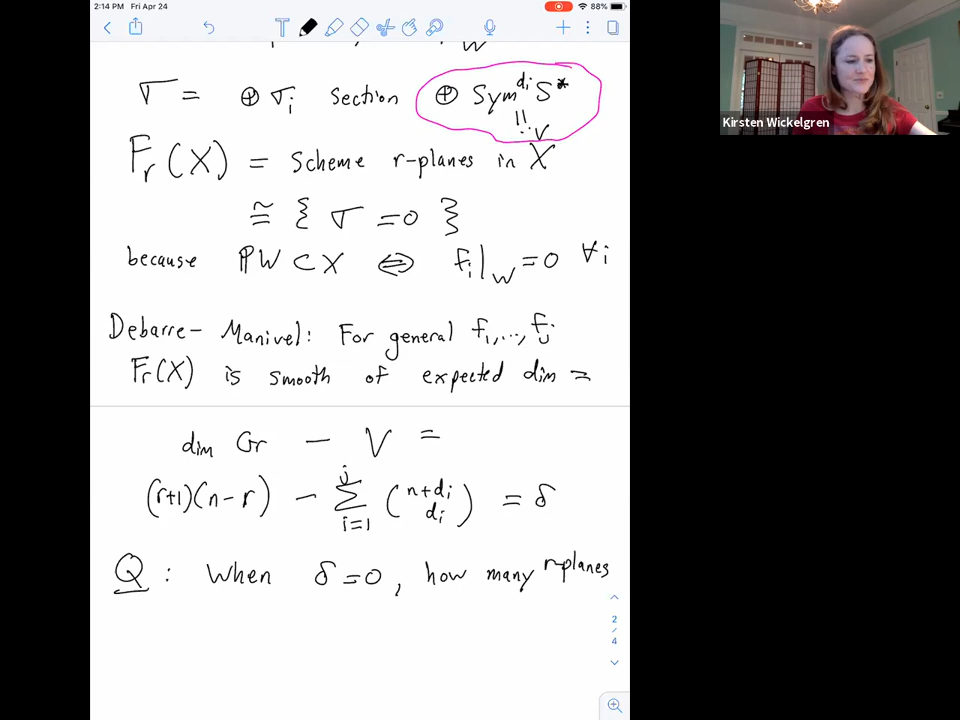 2:14 PM Fri Apr 24
88%
σ = ⊕ σ_i section ⊕ Sym^{d_i} S*
V
F_r(X) = Scheme r-planes in X
≅ { σ = 0 }
because PW ⊂ X ⇔ f_i|_W = 0 ∀i
Debarre - Manivel: For general f_1,..., f_j
F_r(X) is smooth of expected dim =
dim Gr - V =
(r+1)(n-r) - \sum_{i=1}^{j} \binom{n+d_i}{d_i} = δ
Q: When δ=0, how many r-planes
2
/
4
Kirsten Wickelgren